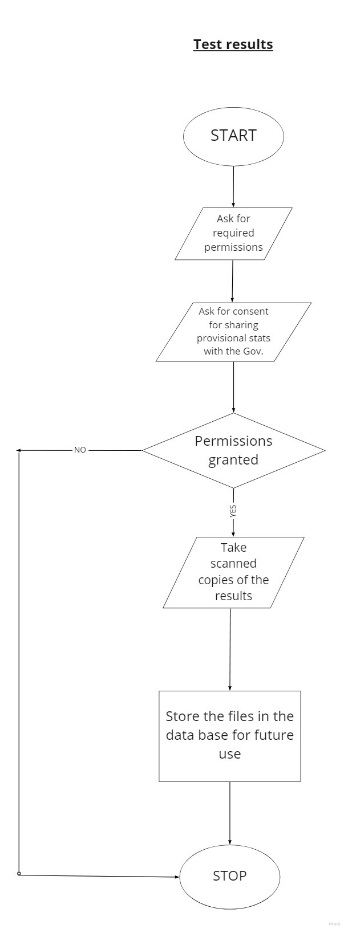 Test results
START
Ask for
required
permissions
Ask for consent
for sharing
provisional stats
with the Gov.
Permissions
granted
NO
YES
Take
scanned
copies of the
results
Store the files in the
data base for future
use
STOP